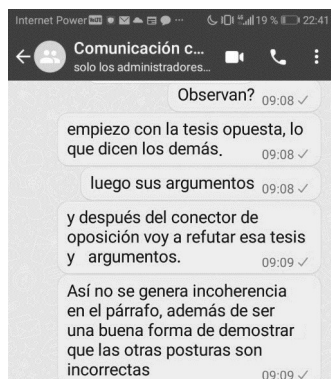 Internet Power ... 19 % 22:41
Comunicación c...
solo los administradores...
Observan? 09:08
empiezo con la tesis opuesta, lo
que dicen los demás. 09:08
luego sus argumentos 09:08
y después del conector de
oposición voy a refutar esa tesis
y argumentos. 09:09
Así no se genera incoherencia
en el párrafo, además de ser
una buena forma de demostrar
que las otras posturas son
incorrectas 09:09